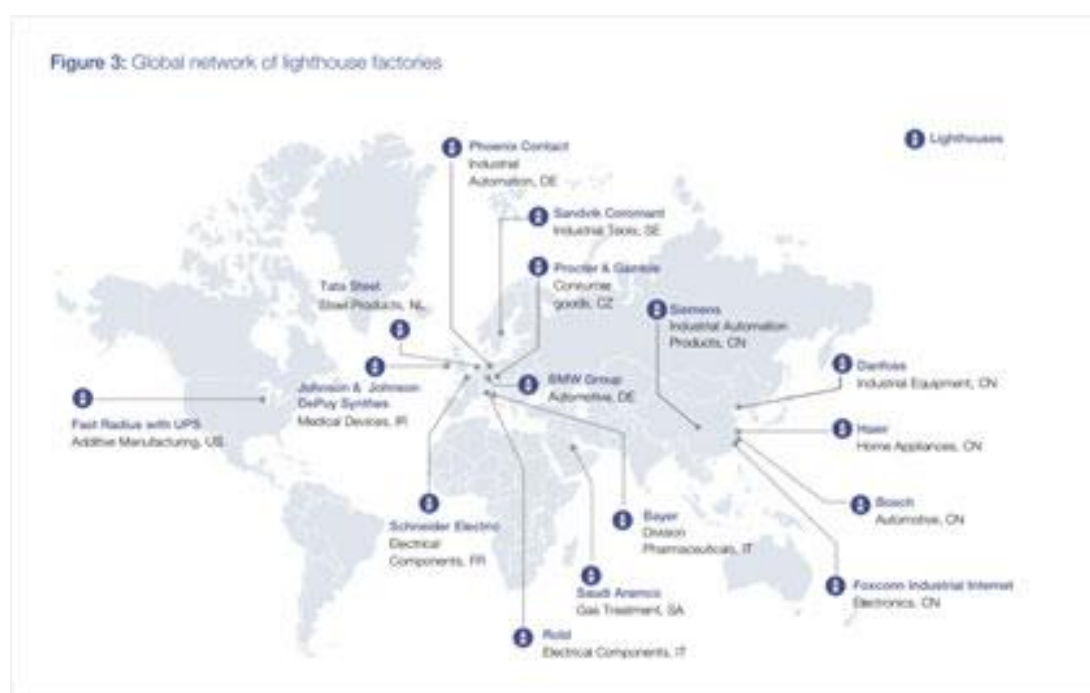 Figure 3: Global network of lighthouse factories
Lighthouses
Phoenix Contact
Industrial
Automation, DE
Sandvik Coromant
Industrial Tools, SE
Procter & Gamble
Consumer
goods, CZ
Tata Steel
Steel Products, NL
Siemens
Industrial Automation
Products, CN
Johnson & Johnson
DePuy Synthes
Medical Devices, IR
BMW Group
Automotive, DE
Danfoss
Industrial Equipment, CN
Fast Radius with UPS
Additive Manufacturing, US
Haier
Home Appliances, CN
Schneider Electric
Electrical
Components, FR
Bayer
Division
Pharmaceuticals, IT
Bosch
Automotive, CN
Saudi Aramco
Gas Treatment, SA
Foxconn Industrial Internet
Electronics, CN
Rold
Electrical Components, IT